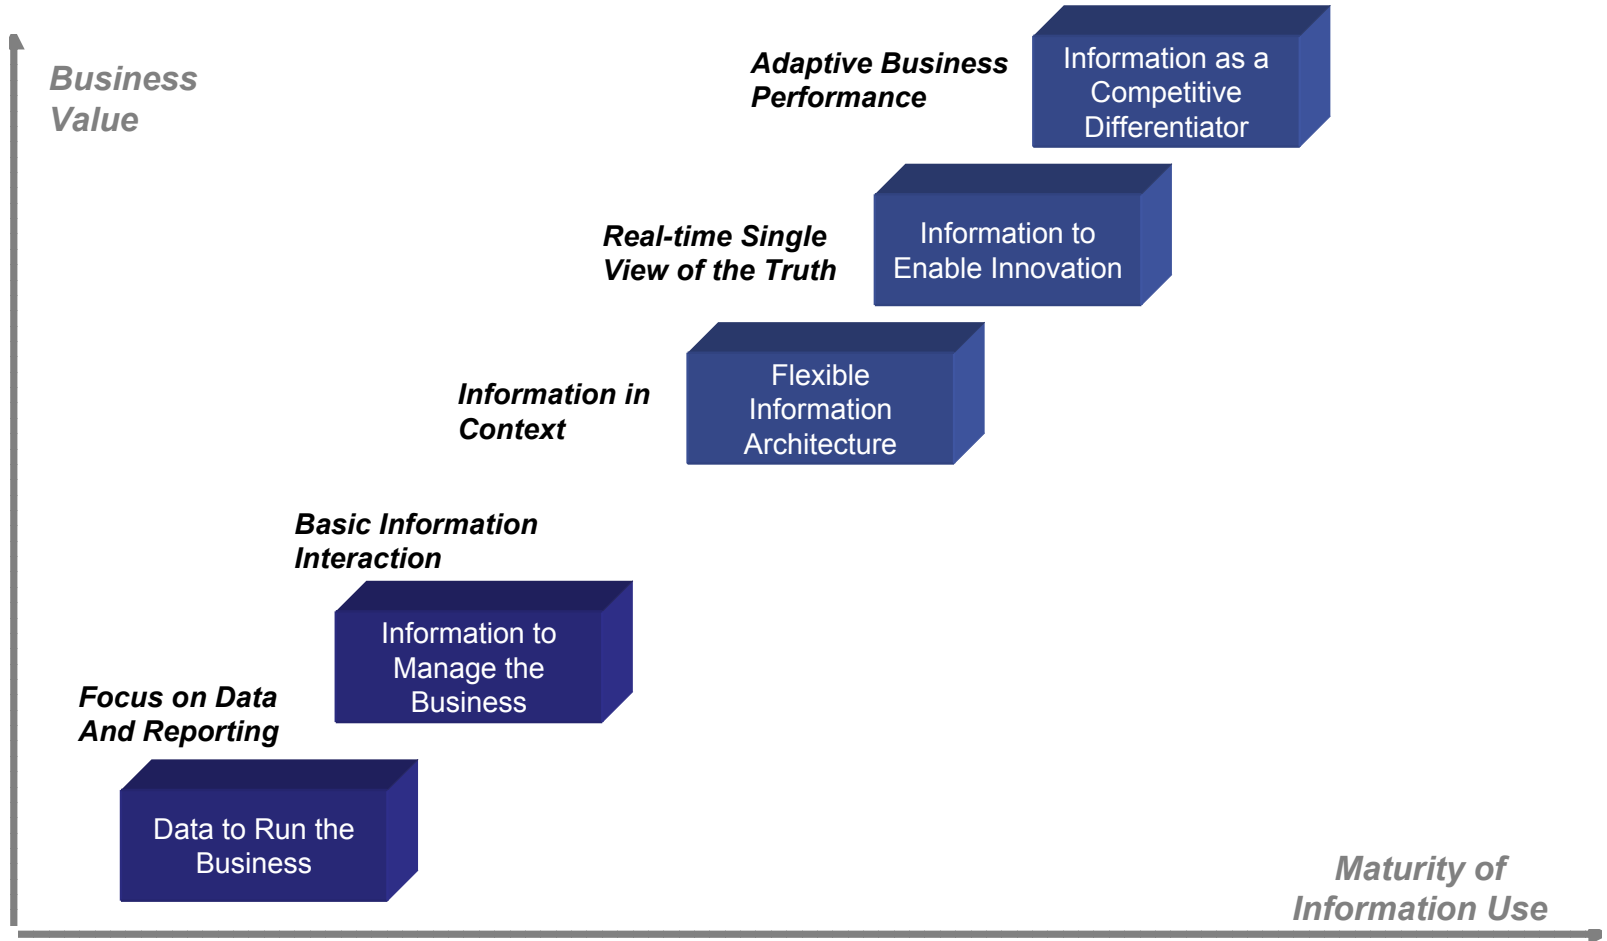 Business
Value
Adaptive Business
Performance
Information as a
Competitive
Differentiator
Real-time Single
View of the Truth
Information to
Enable Innovation
Information in
Context
Flexible
Information
Architecture
Basic Information
Interaction
Information to
Manage the
Business
Focus on Data
And Reporting
Data to Run the
Business
Maturity of
Information Use